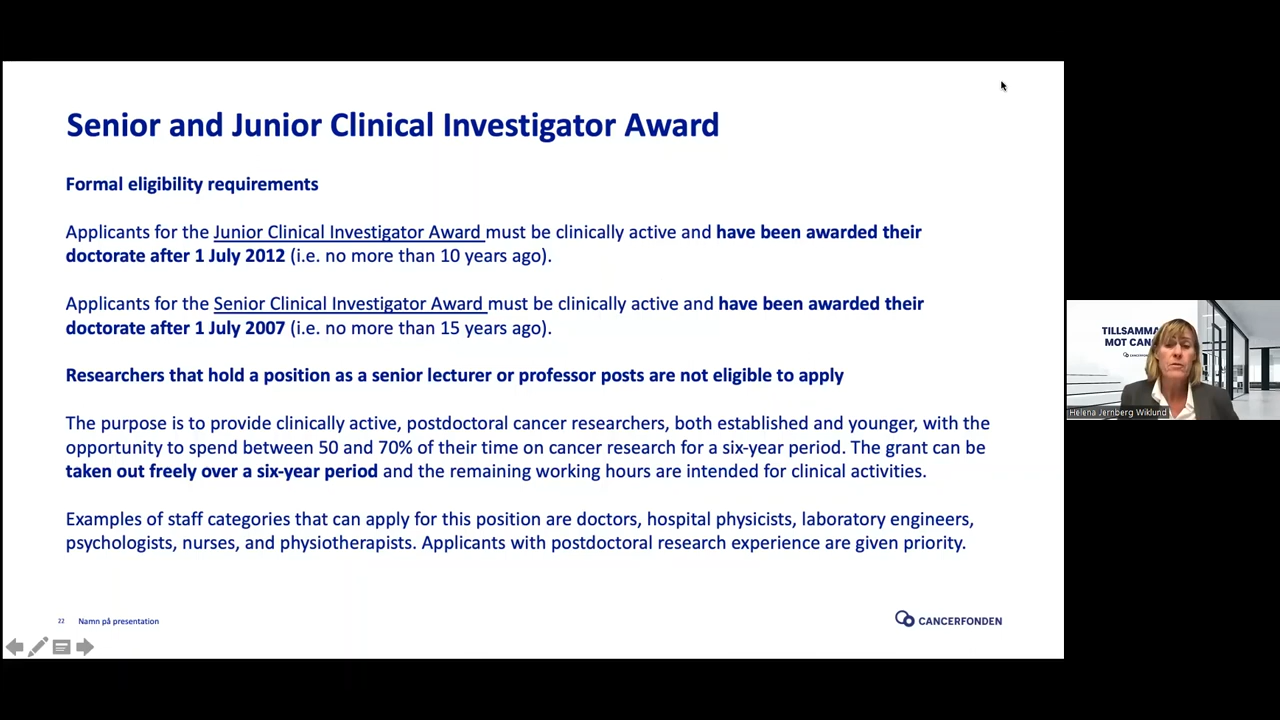 Senior and Junior Clinical Investigator Award
Formal eligibility requirements
Applicants for the Junior Clinical Investigator Award must be clinically active and have been awarded their
doctorate after 1 July 2012 (i.e. no more than 10 years ago).
Applicants for the Senior Clinical Investigator Award must be clinically active and have been awarded their
doctorate after 1 July 2007 (i.e. no more than 15 years ago).
Researchers that hold a position as a senior lecturer or professor posts are not eligible to apply
The purpose is to provide clinically active, postdoctoral cancer researchers, both established and younger, with the
opportunity to spend between 50 and 70% of their time on cancer research for a six-year period. The grant can be
taken out freely over a six-year period and the remaining working hours are intended for clinical activities.
Examples of staff categories that can apply for this position are doctors, hospital physicists, laboratory engineers,
psychologists, nurses, and physiotherapists. Applicants with postdoctoral research experience are given priority.
22 Namn på presentation
CANCERFONDEN
TILLSAMMA
MOT CANC
CANCERFONDEN
Helena Jernberg Wiklund